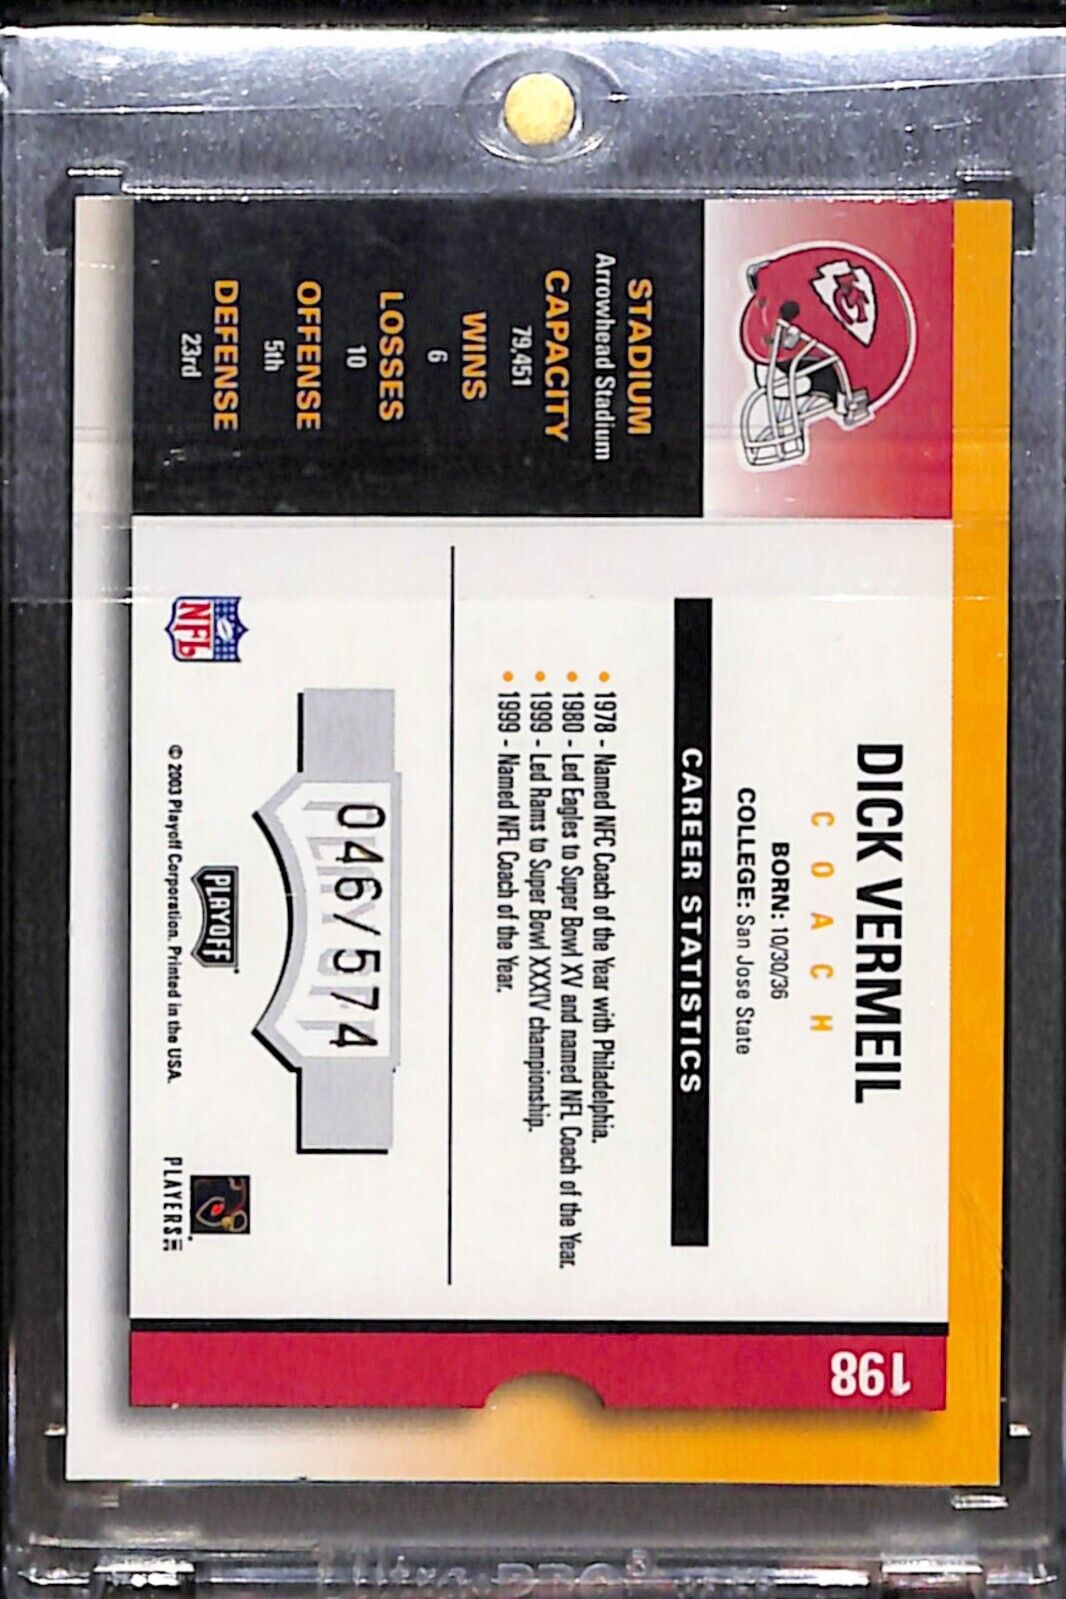 DICK VERMEIL
COACH
BORN: 10/30/36
COLLEGE: San Jose State
CAREER STATISTICS
• 1978 - Named NFC Coach of the Year with Philadelphia.
• 1980 - Led Eagles to Super Bowl XV and named NFL Coach of the Year.
• 1999 - Led Rams to Super Bowl XXXIV championship.
• 1999 - Named NFL Coach of the Year.
KC
STADIUM
Arrowhead Stadium
CAPACITY
79,451
WINS
6
LOSSES
10
OFFENSE
5th
DEFENSE
23rd
046/574
NFL
PLAYOFF
© 2003 Playoff Corporation. Printed in the USA.
PLAYERS
198
Ultra PRO